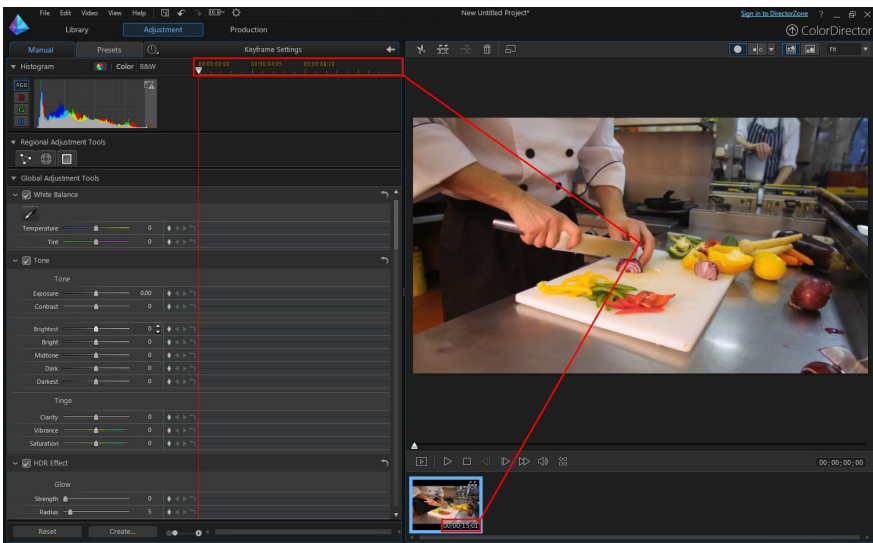 File Edit Video View Help
New Untitled Project*
Sign in to DirectorZone ?
Library Adjustment Production
ColorDirector
Manual Presets Keyframe Settings
Fit
Histogram Color B&W
RGB
Regional Adjustment Tools
Global Adjustment Tools
White Balance
Temperature 0
Tint 0
Tone
Tone
Exposure 0.00
Contrast 0
Brightest 0
Bright 0
Midtone 0
Dark 0
Darkest 0
Tinge
Clarity 0
Vibrance 0
Saturation 0
HDR Effect
00;00;00;00
Glow
Strength 0
Radius 5
00;00;15;01
Reset Create...